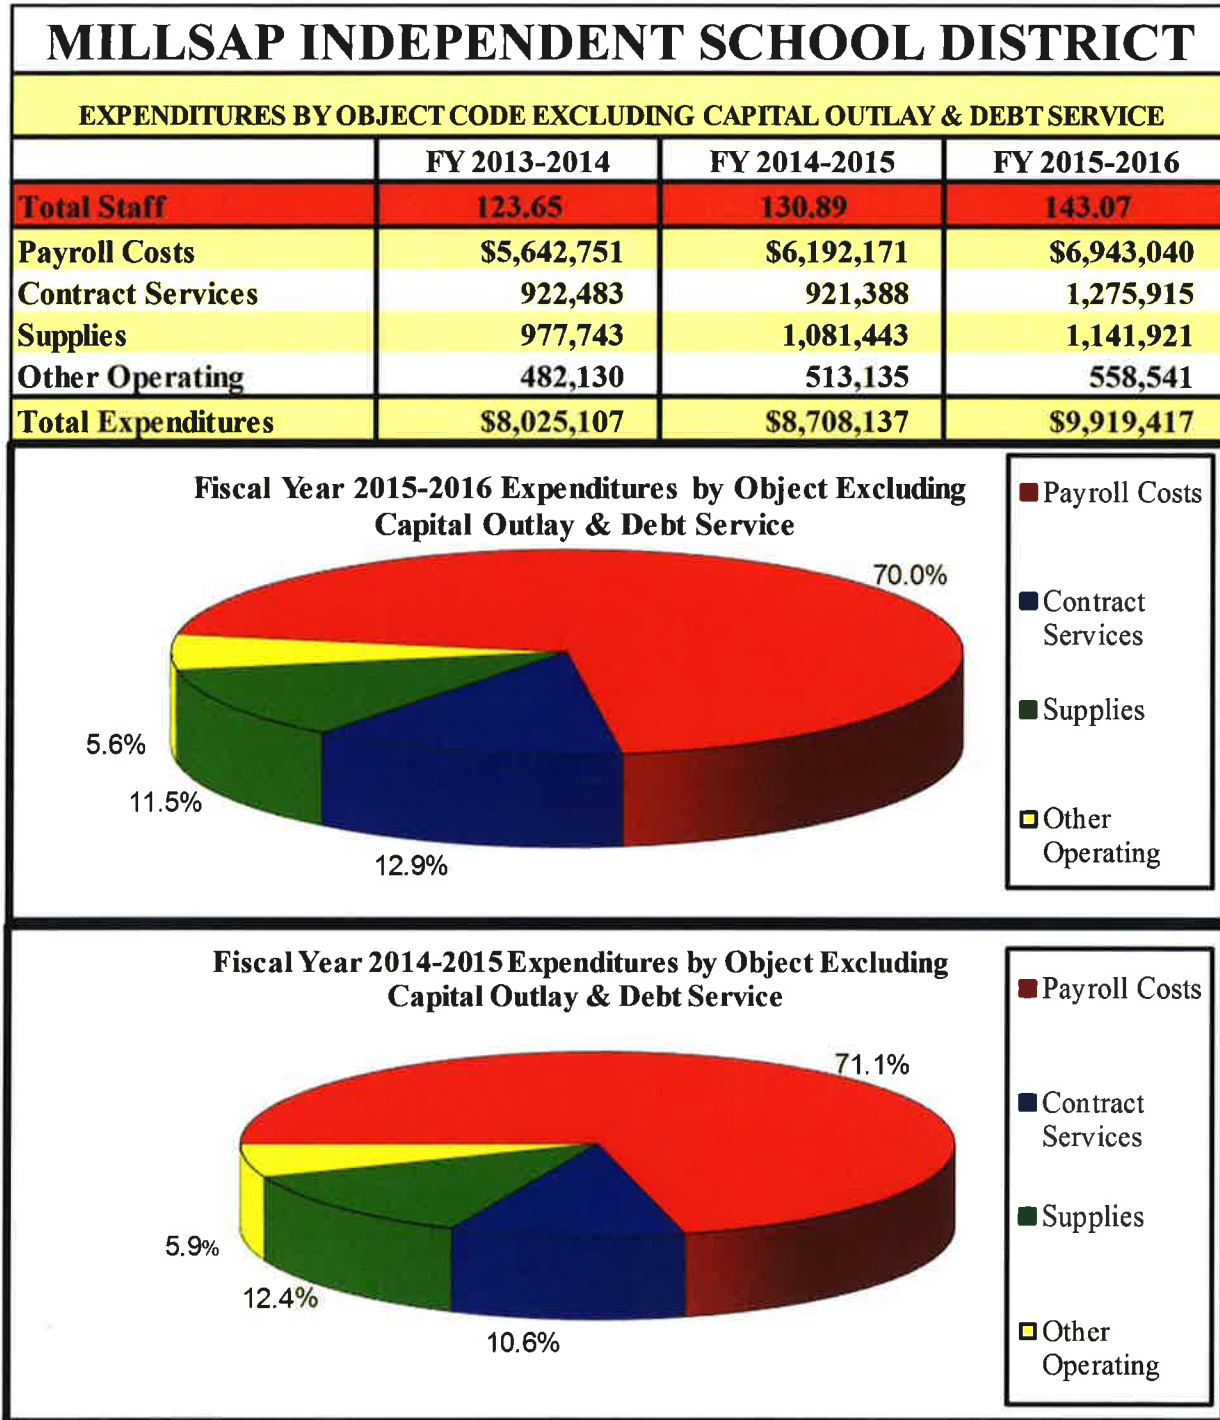 MILLSAP INDEPENDENT SCHOOL DISTRICT
EXPENDITURES BY OBJECT CODE EXCLUDING CAPITAL OUTLAY & DEBT SERVICE
FY 2013-2014 FY 2014-2015 FY 2015-2016
Total Staff 123.65 130.89 143.07
Payroll Costs $5,642,751 $6,192,171 $6,943,040
Contract Services 922,483 921,388 1,275,915
Supplies 977,743 1,081,443 1,141,921
Other Operating 482,130 513,135 558,541
Total Expenditures $8,025,107 $8,708,137 $9,919,417
Fiscal Year 2015-2016 Expenditures by Object Excluding
Capital Outlay & Debt Service
70.0%
5.6%
11.5%
12.9%
Payroll Costs
Contract
Services
Supplies
Other
Operating
Fiscal Year 2014-2015 Expenditures by Object Excluding
Capital Outlay & Debt Service
71.1%
5.9%
12.4%
10.6%
Payroll Costs
Contract
Services
Supplies
Other
Operating